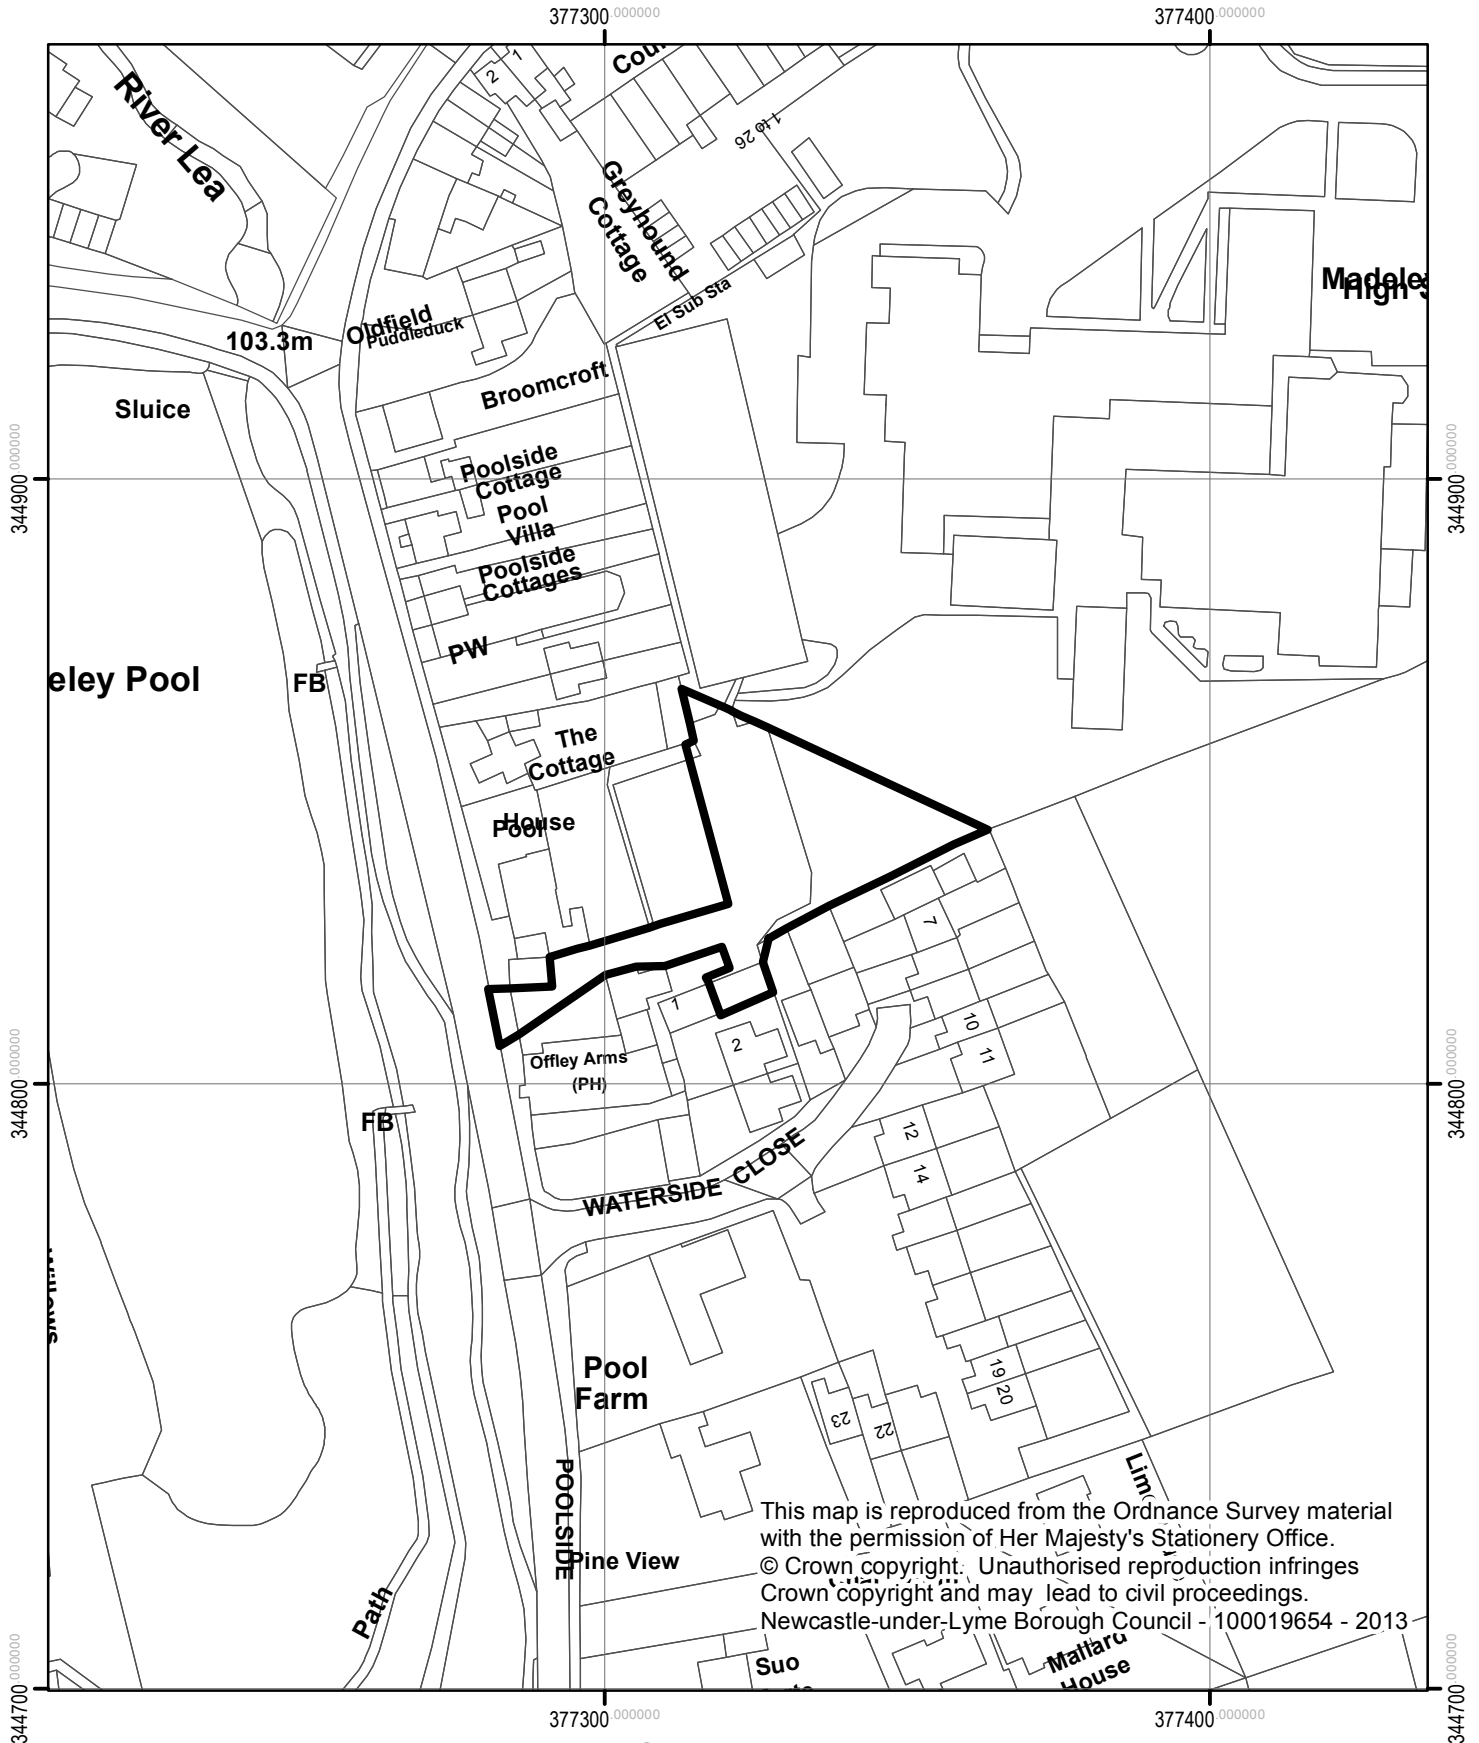 377300.000000
377400.000000
River Lea
2
1
1 to 26
Greyhound
Cottage
El Sub Sta
Oldfield
Puddleduck
103.3m
High
Sluice
Broomcroft
344900.000000
344900.000000
Poolside
Cottage
Pool
Villa
Poolside
Cottages
PW
eley Pool
FB
The
Cottage
House
Pool
7
1
10
2
11
Offley Arms
(PH)
344800.000000
344800.000000
FB
12
14
WATERSIDE CLOSE
Pool
Farm
19
20
23
22
POOLSIDE
Pine View
Path
This map is reproduced from the Ordnance Survey material
with the permission of Her Majesty's Stationery Office.
© Crown copyright. Unauthorised reproduction infringes
Crown copyright and may lead to civil proceedings.
Newcastle-under-Lyme Borough Council - 100019654 - 2013
Suo
Mallard
House
344700.000000
344700.000000
377300.000000
377400.000000